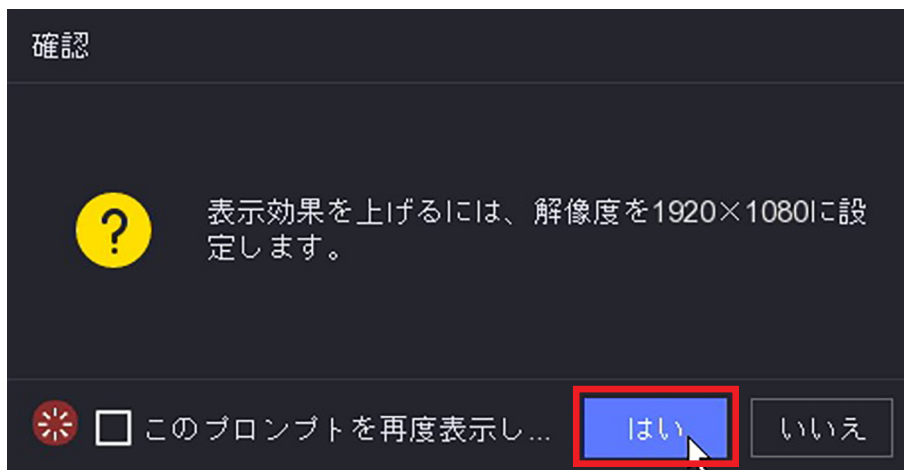 確認
表示効果を上げるには、解像度を1920×1080に設
定します。
このプロンプトを再度表示し...
はい
いいえ